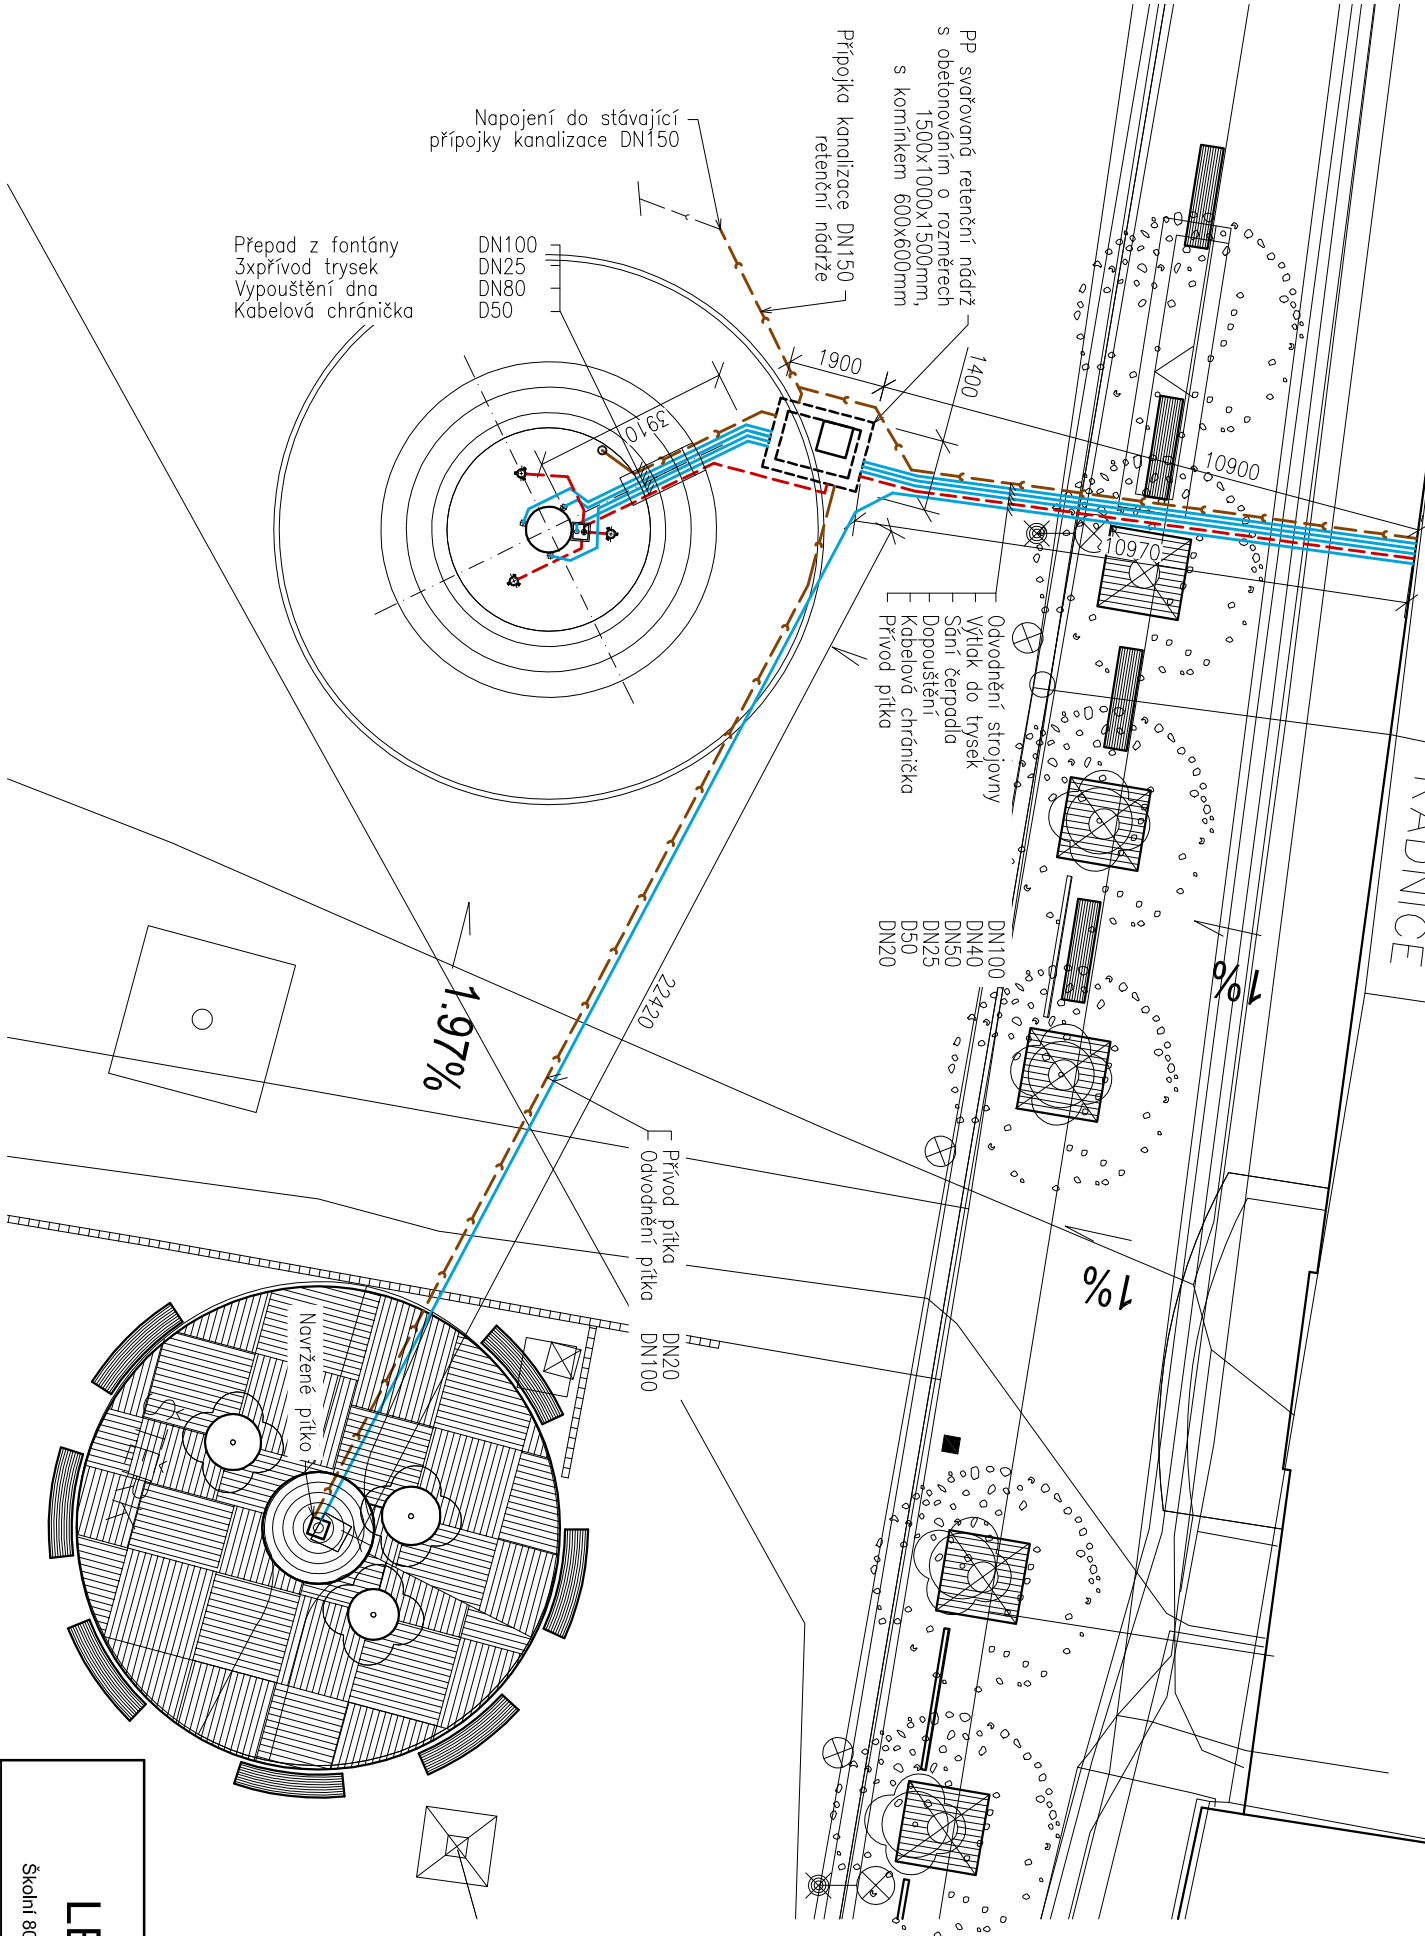 Napojení do stávající
přípojky kanalizace DN150
Přípojka kanalizace DN150
retenční nádrže
PP svařovaná retenční nádrž
s obetonováním o rozměrech
1500x1000x1500mm,
s komínkem 600x600mm
Přepad z fontány DN100
3xpřívod trysek DN25
Vypouštění dna DN80
Kabelová chránička D50
1900
1400
3910
10900
10970
Odvodnění strojovny DN100
Výtlak do trysek DN40
Sání čerpadla DN50
Dopouštění DN25
Kabelová chránička D50
Přívod pítka DN20
RADNICE
1%
1.97%
22420
Přívod pítka DN20
Odvodnění pítka DN100
1%
Navržené pítko
Školní 80